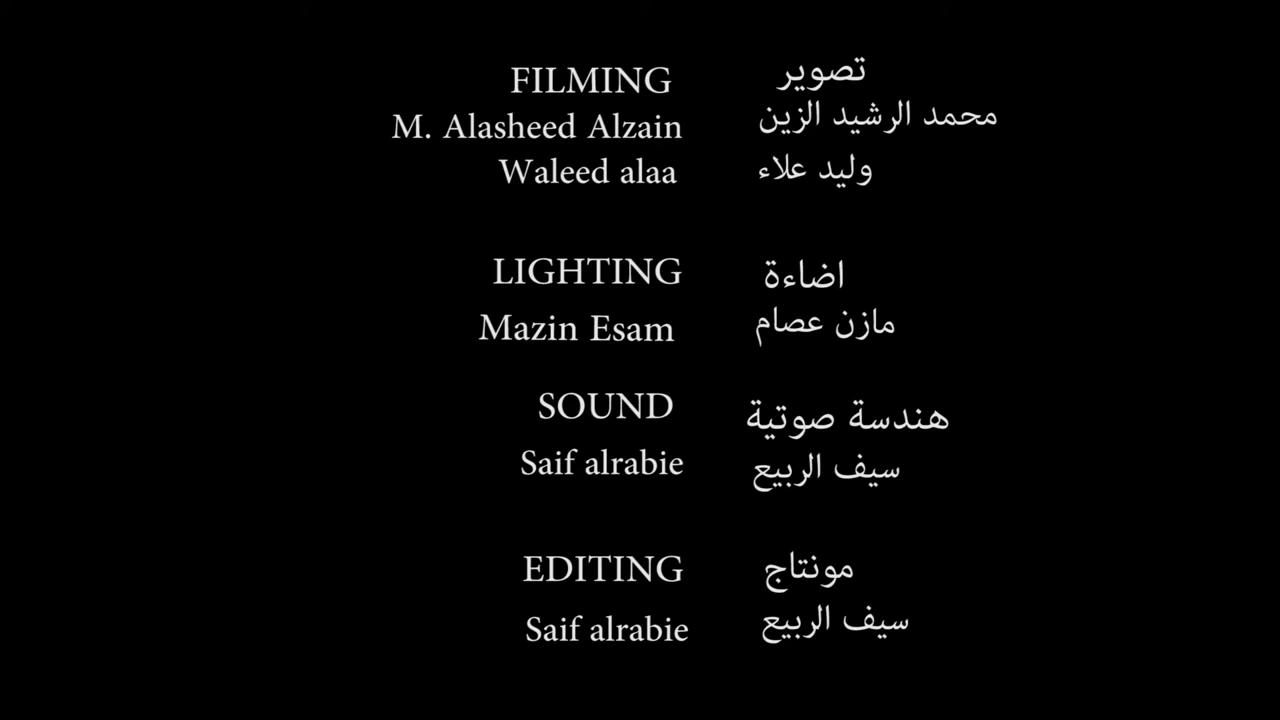 FILMING تصوير
M. Alasheed Alzain محمد الرشيد الزين
Waleed alaa وليد علاء
LIGHTING اضاءة
Mazin Esam مازن عصام
SOUND هندسة صوتية
Saif alrabie سيف الربيع
EDITING مونتاج
Saif alrabie سيف الربيع